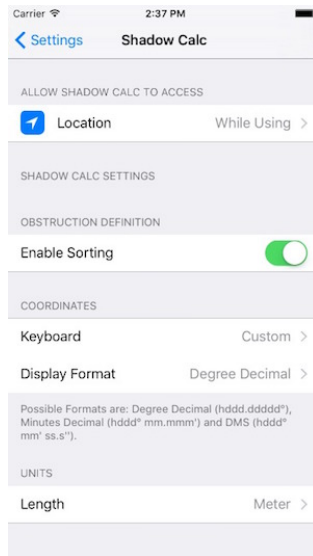 Carrier 2:37 PM
Settings Shadow Calc
ALLOW SHADOW CALC TO ACCESS
Location While Using
SHADOW CALC SETTINGS
OBSTRUCTION DEFINITION
Enable Sorting
COORDINATES
Keyboard Custom
Display Format Degree Decimal
Possible Formats are: Degree Decimal (hddd.ddddd°),
Minutes Decimal (hddd° mm.mmm') and DMS (hddd°
mm' ss.s'').
UNITS
Length Meter